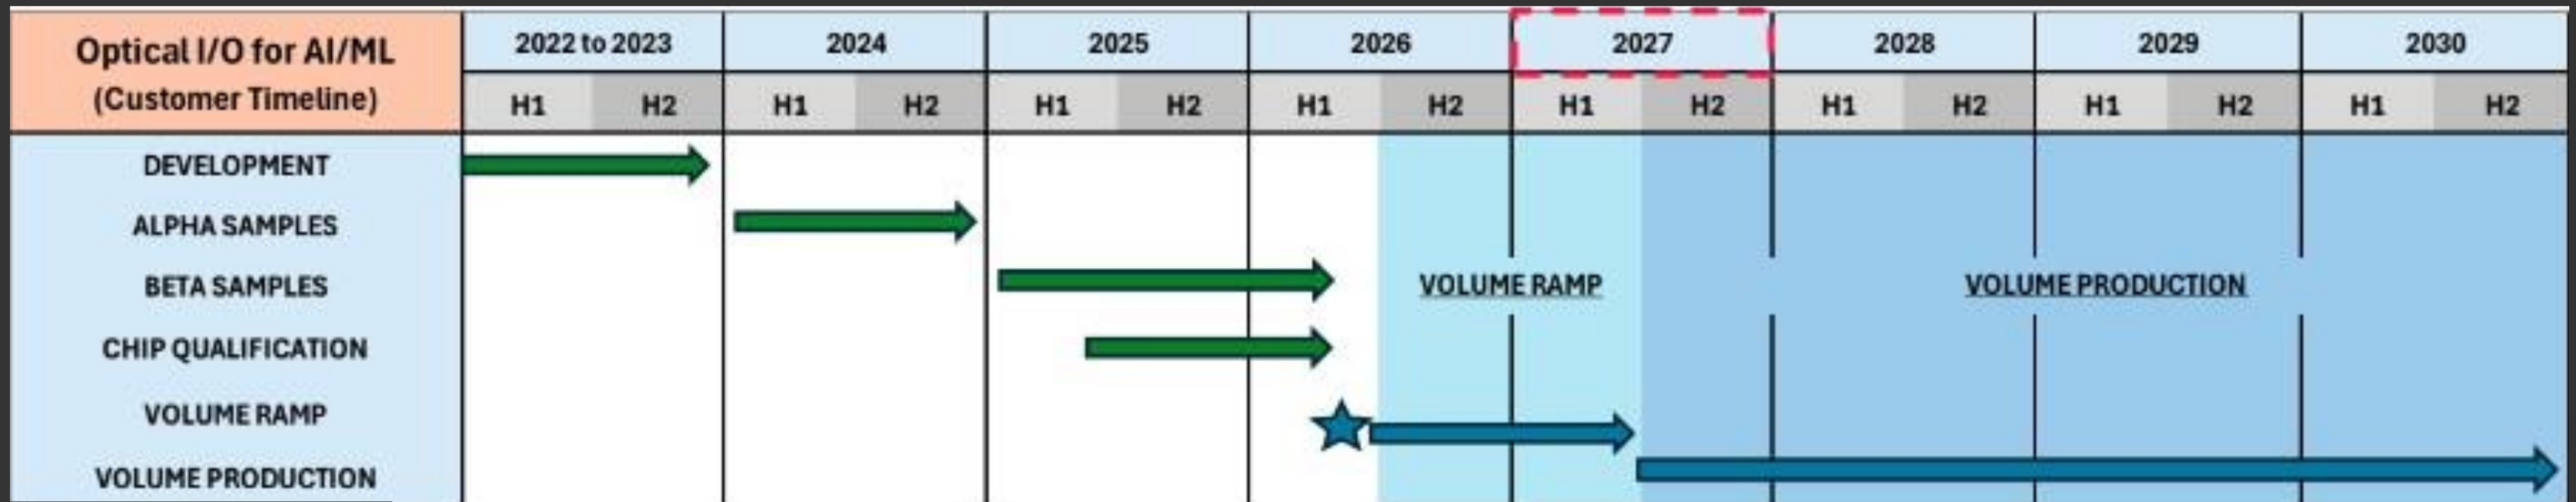 Optical I/O for AI/ML
(Customer Timeline)
2022 to 2023 2024 2025 2026 2027 2028 2029 2030
H1 H2 H1 H2 H1 H2 H1 H2 H1 H2 H1 H2 H1 H2 H1 H2
DEVELOPMENT
ALPHA SAMPLES
BETA SAMPLES VOLUME RAMP VOLUME PRODUCTION
CHIP QUALIFICATION
VOLUME RAMP
VOLUME PRODUCTION